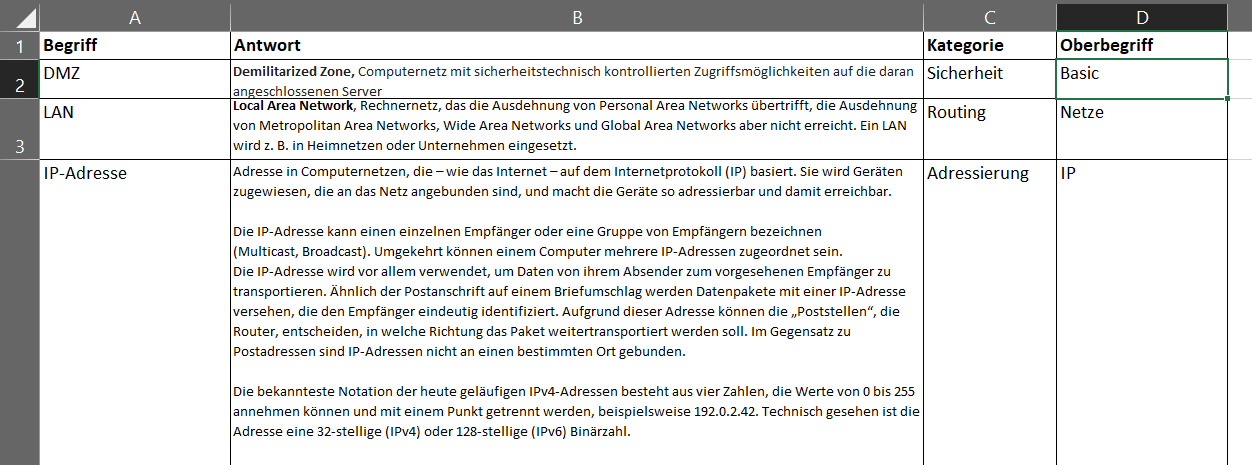 A B C D
1 Begriff Antwort Kategorie Oberbegriff
2 DMZ Demilitarized Zone, Computernetz mit sicherheitstechnisch kontrollierten Zugriffsmöglichkeiten auf die daran Sicherheit Basic
angeschlossenen Server
3 LAN Local Area Network, Rechnernetz, das die Ausdehnung von Personal Area Networks übertrifft, die Ausdehnung Routing Netze
von Metropolitan Area Networks, Wide Area Networks und Global Area Networks aber nicht erreicht. Ein LAN
wird z. B. in Heimnetzen oder Unternehmen eingesetzt.
IP-Adresse Adresse in Computernetzen, die – wie das Internet – auf dem Internetprotokoll (IP) basiert. Sie wird Geräten Adressierung IP
zugewiesen, die an das Netz angebunden sind, und macht die Geräte so adressierbar und damit erreichbar.
Die IP-Adresse kann einen einzelnen Empfänger oder eine Gruppe von Empfängern bezeichnen
(Multicast, Broadcast). Umgekehrt können einem Computer mehrere IP-Adressen zugeordnet sein.
Die IP-Adresse wird vor allem verwendet, um Daten von ihrem Absender zum vorgesehenen Empfänger zu
transportieren. Ähnlich der Postanschrift auf einem Briefumschlag werden Datenpakete mit einer IP-Adresse
versehen, die den Empfänger eindeutig identifiziert. Aufgrund dieser Adresse können die „Poststellen“, die
Router, entscheiden, in welche Richtung das Paket weitertransportiert werden soll. Im Gegensatz zu
Postadressen sind IP-Adressen nicht an einen bestimmten Ort gebunden.
Die bekannteste Notation der heute geläufigen IPv4-Adressen besteht aus vier Zahlen, die Werte von 0 bis 255
annehmen können und mit einem Punkt getrennt werden, beispielsweise 192.0.2.42. Technisch gesehen ist die
Adresse eine 32-stellige (IPv4) oder 128-stellige (IPv6) Binärzahl.